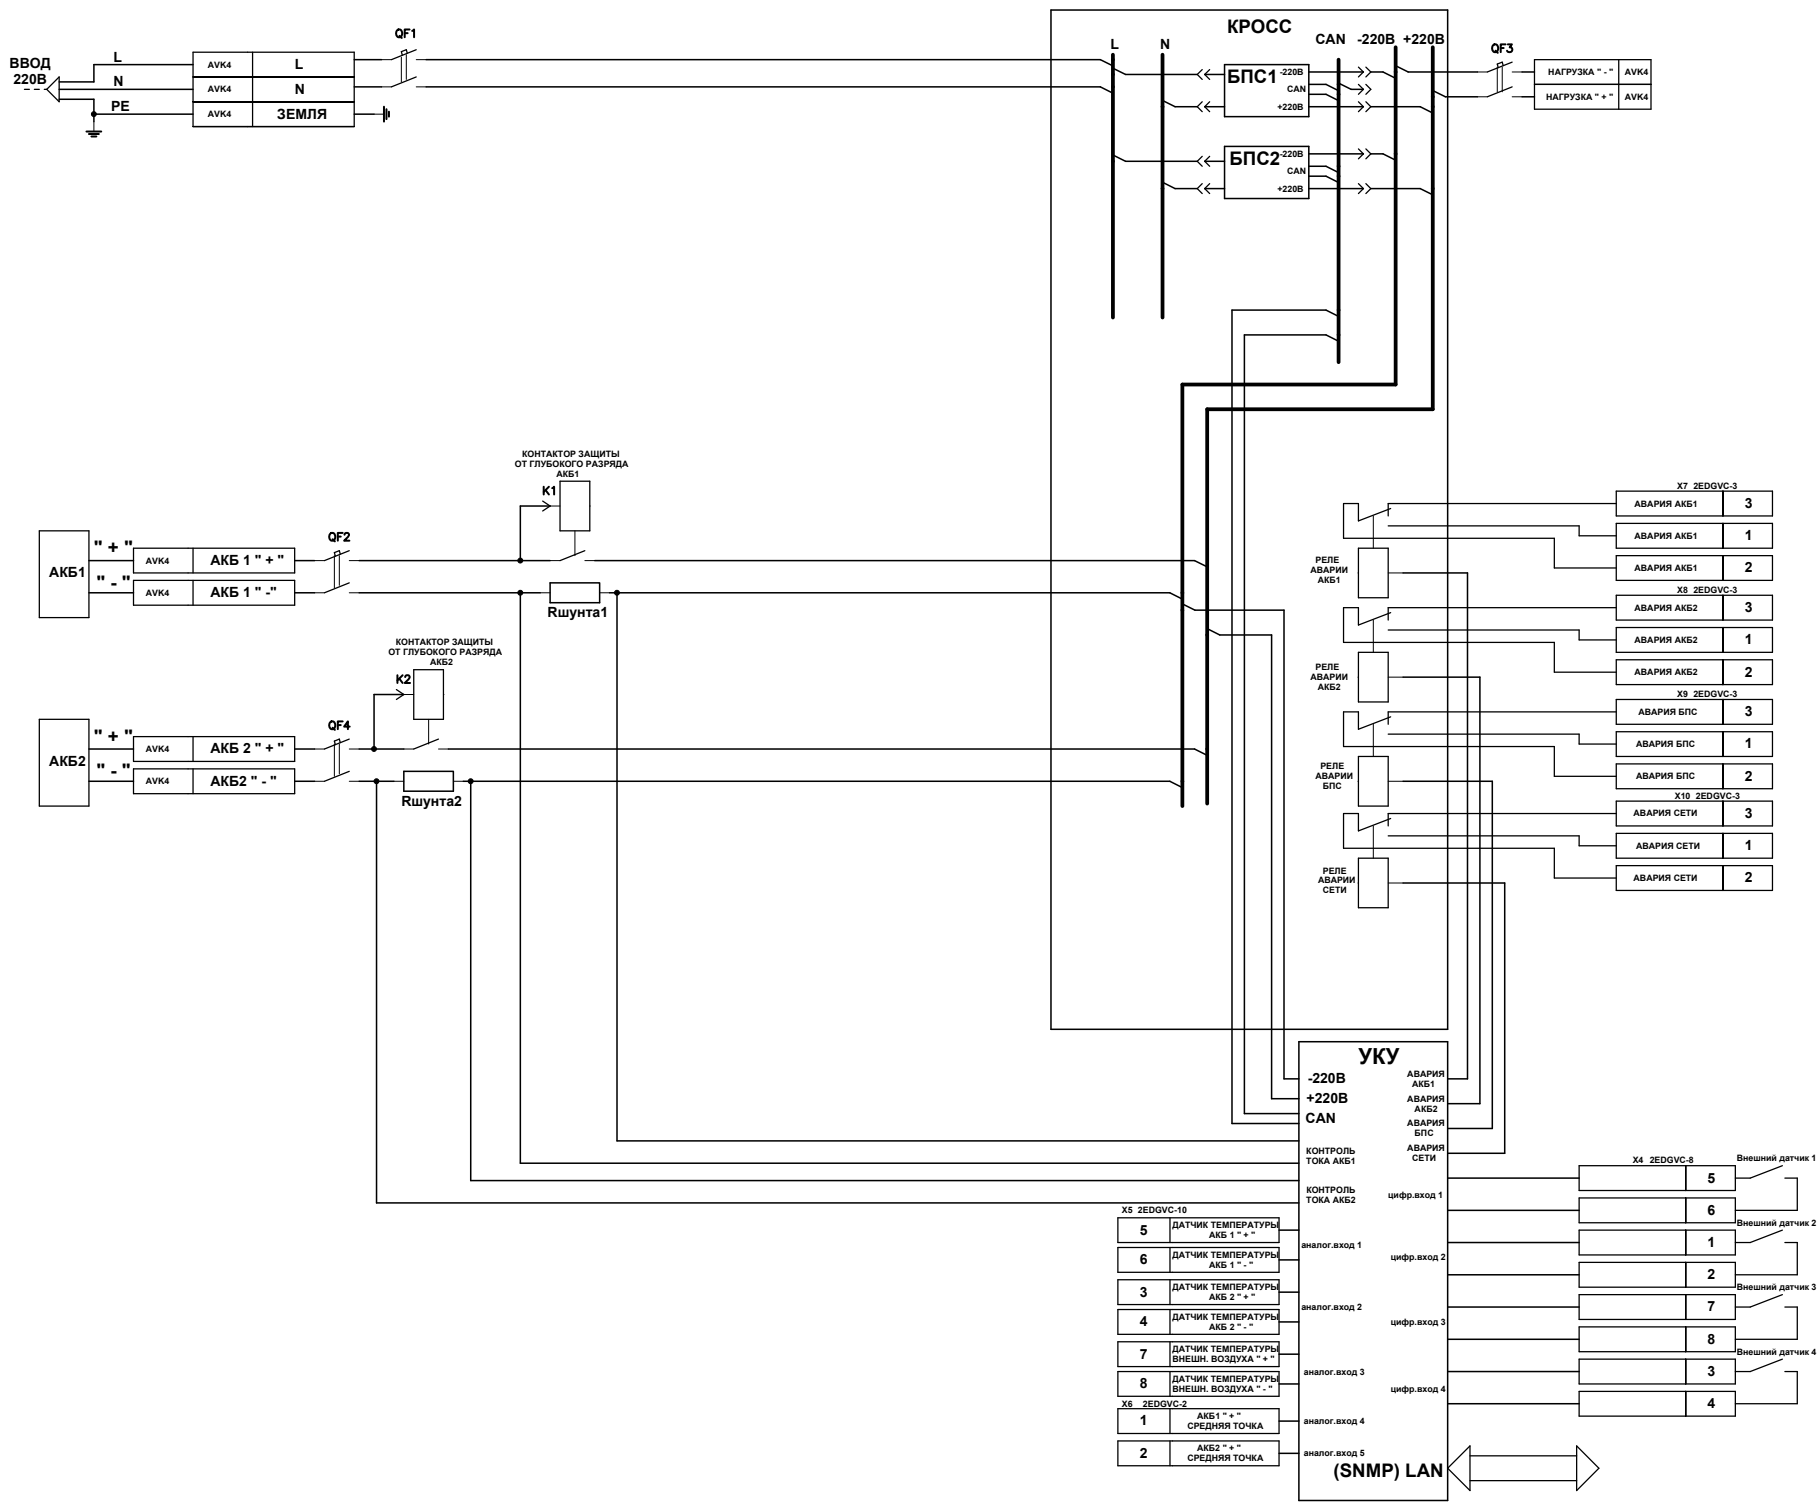 КРОСС
QF1
L
N
CAN
-220В
+220В
QF3
ВВОД
220В
L
AVK4
L
N
AVK4
N
PE
AVK4
ЗЕМЛЯ
БПС1
-220В
CAN
+220В
НАГРУЗКА " - "
AVK4
НАГРУЗКА " + "
AVK4
БПС2
-220В
CAN
+220В
КОНТАКТОР ЗАЩИТЫ
ОТ ГЛУБОКОГО РАЗРЯДА
АКБ1
K1
QF2
АКБ1
" + "
AVK4
АКБ 1 " + "
" - "
AVK4
АКБ 1 " -"
Rшунта1
КОНТАКТОР ЗАЩИТЫ
ОТ ГЛУБОКОГО РАЗРЯДА
АКБ2
K2
QF4
АКБ2
" + "
AVK4
АКБ 2 " + "
" - "
AVK4
АКБ2 " - "
Rшунта2
X7 2EDGVC-3
АВАРИЯ АКБ1
3
АВАРИЯ АКБ1
1
АВАРИЯ АКБ1
2
РЕЛЕ
АВАРИИ
АКБ1
X8 2EDGVC-3
АВАРИЯ АКБ2
3
АВАРИЯ АКБ2
1
АВАРИЯ АКБ2
2
РЕЛЕ
АВАРИИ
АКБ2
X9 2EDGVC-3
АВАРИЯ БПС
3
АВАРИЯ БПС
1
АВАРИЯ БПС
2
РЕЛЕ
АВАРИИ
БПС
X10 2EDGVC-3
АВАРИЯ СЕТИ
3
АВАРИЯ СЕТИ
1
АВАРИЯ СЕТИ
2
РЕЛЕ
АВАРИИ
СЕТИ
УКУ
-220В
+220В
CAN
КОНТРОЛЬ
ТОКА АКБ1
КОНТРОЛЬ
ТОКА АКБ2
аналог.вход 1
аналог.вход 2
аналог.вход 3
аналог.вход 4
аналог.вход 5
АВАРИЯ
АКБ1
АВАРИЯ
АКБ2
АВАРИЯ
БПС
АВАРИЯ
СЕТИ
цифр.вход 1
цифр.вход 2
цифр.вход 3
цифр.вход 4
(SNMP) LAN
X5 2EDGVC-10
5
ДАТЧИК ТЕМПЕРАТУРЫ
АКБ 1 " + "
6
ДАТЧИК ТЕМПЕРАТУРЫ
АКБ 1 " - "
3
ДАТЧИК ТЕМПЕРАТУРЫ
АКБ 2 " + "
4
ДАТЧИК ТЕМПЕРАТУРЫ
АКБ 2 " - "
7
ДАТЧИК ТЕМПЕРАТУРЫ
ВНЕШН. ВОЗДУХА " + "
8
ДАТЧИК ТЕМПЕРАТУРЫ
ВНЕШН. ВОЗДУХА " - "
X6 2EDGVC-2
1
АКБ1 " + "
СРЕДНЯЯ ТОЧКА
2
АКБ2 " + "
СРЕДНЯЯ ТОЧКА
X4 2EDGVC-8
Внешний датчик 1
5
6
Внешний датчик 2
1
2
Внешний датчик 3
7
8
Внешний датчик 4
3
4